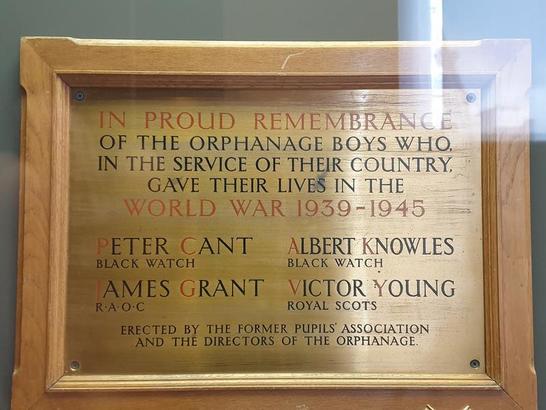 IN PROUD REMEMBRANCE
OF THE ORPHANAGE BOYS WHO,
IN THE SERVICE OF THEIR COUNTRY,
GAVE THEIR LIVES IN THE
WORLD WAR 1939-1945
PETER CANT ALBERT KNOWLES
BLACK WATCH BLACK WATCH
JAMES GRANT VICTOR YOUNG
R·A·O·C ROYAL SCOTS
ERECTED BY THE FORMER PUPILS' ASSOCIATION
AND THE DIRECTORS OF THE ORPHANAGE.